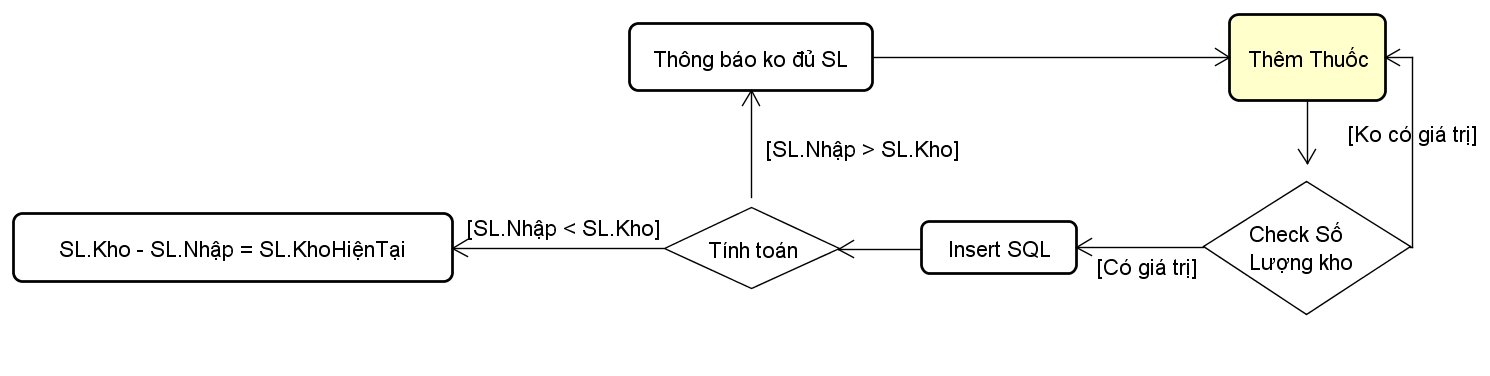 Thông báo ko đủ SL
Thêm Thuốc
[Ko có giá trị]
[SL.Nhập > SL.Kho]
[SL.Nhập < SL.Kho]
SL.Kho - SL.Nhập = SL.KhoHiệnTại
Tính toán
Insert SQL
[Có giá trị]
Check Số
Lượng kho